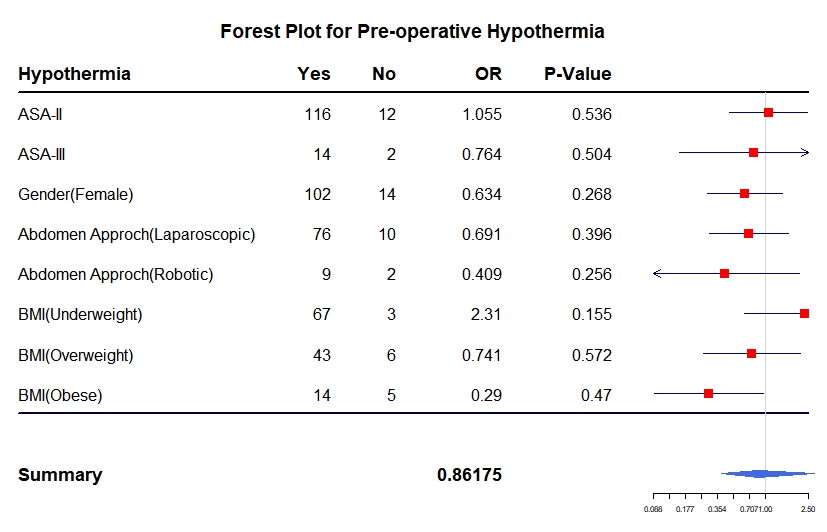 Forest Plot for Pre-operative Hypothermia
Hypothermia Yes No OR P-Value
ASA-II 116 12 1.055 0.536
ASA-III 14 2 0.764 0.504
Gender(Female) 102 14 0.634 0.268
Abdomen Approch(Laparoscopic) 76 10 0.691 0.396
Abdomen Approch(Robotic) 9 2 0.409 0.256
BMI(Underweight) 67 3 2.31 0.155
BMI(Overweight) 43 6 0.741 0.572
BMI(Obese) 14 5 0.29 0.47
Summary 0.86175
0.088 0.177 0.354 0.7071.00 2.50